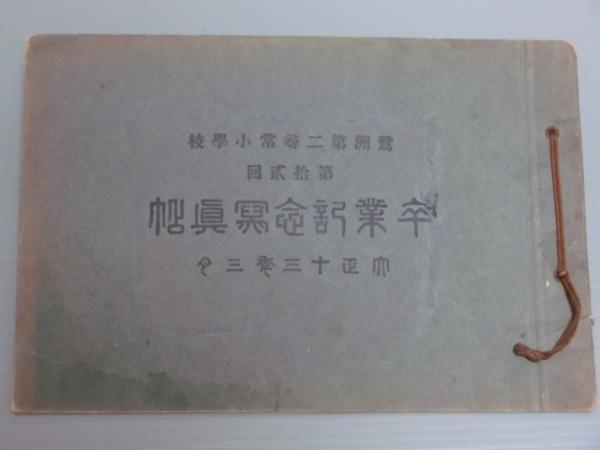 鷺洲第二尋常小學校
第拾貳回
卒業記念寫眞帖
大正十三年三月